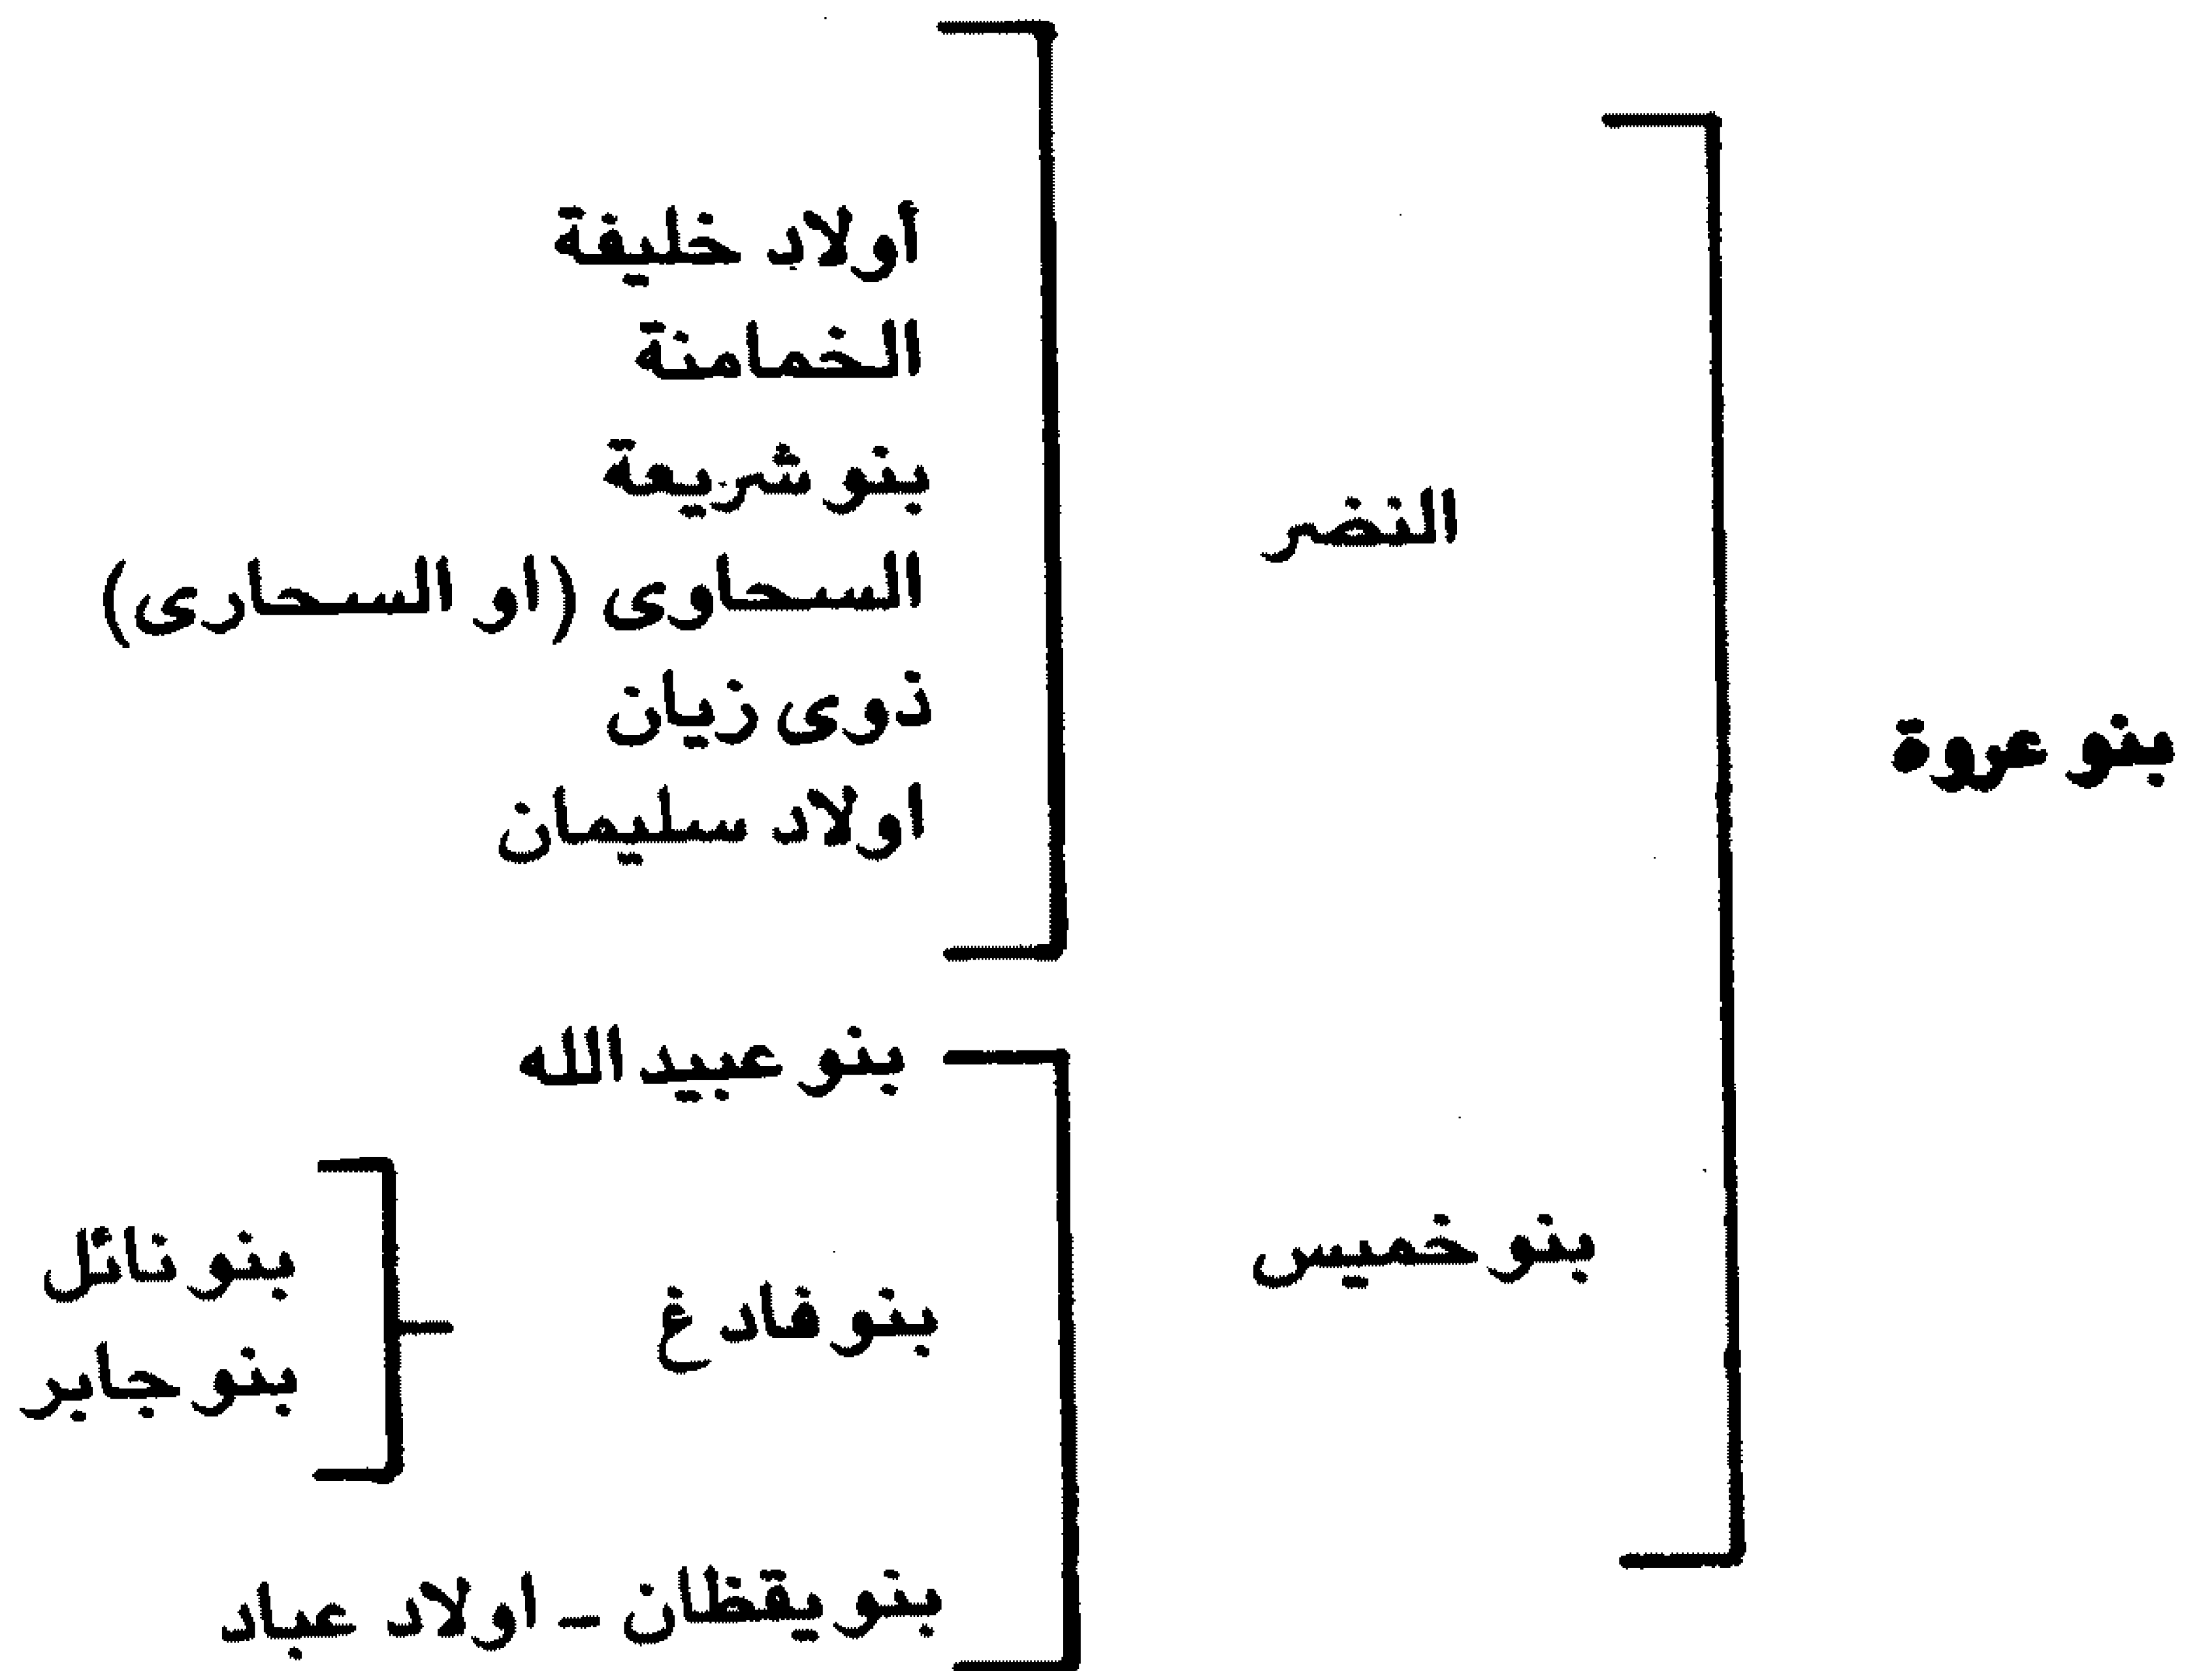 بنو عروة
النضر
أولاد خليفة
الخمامنة
بنو شريعة
السحاوى (او السحارى)
ذوى زيان
اولاد سليمان
بنو خميس
بنو عبيد الله
بنو فادغ
بنو نائل
بنو جابر
بنو يقظان - اولاد عباد